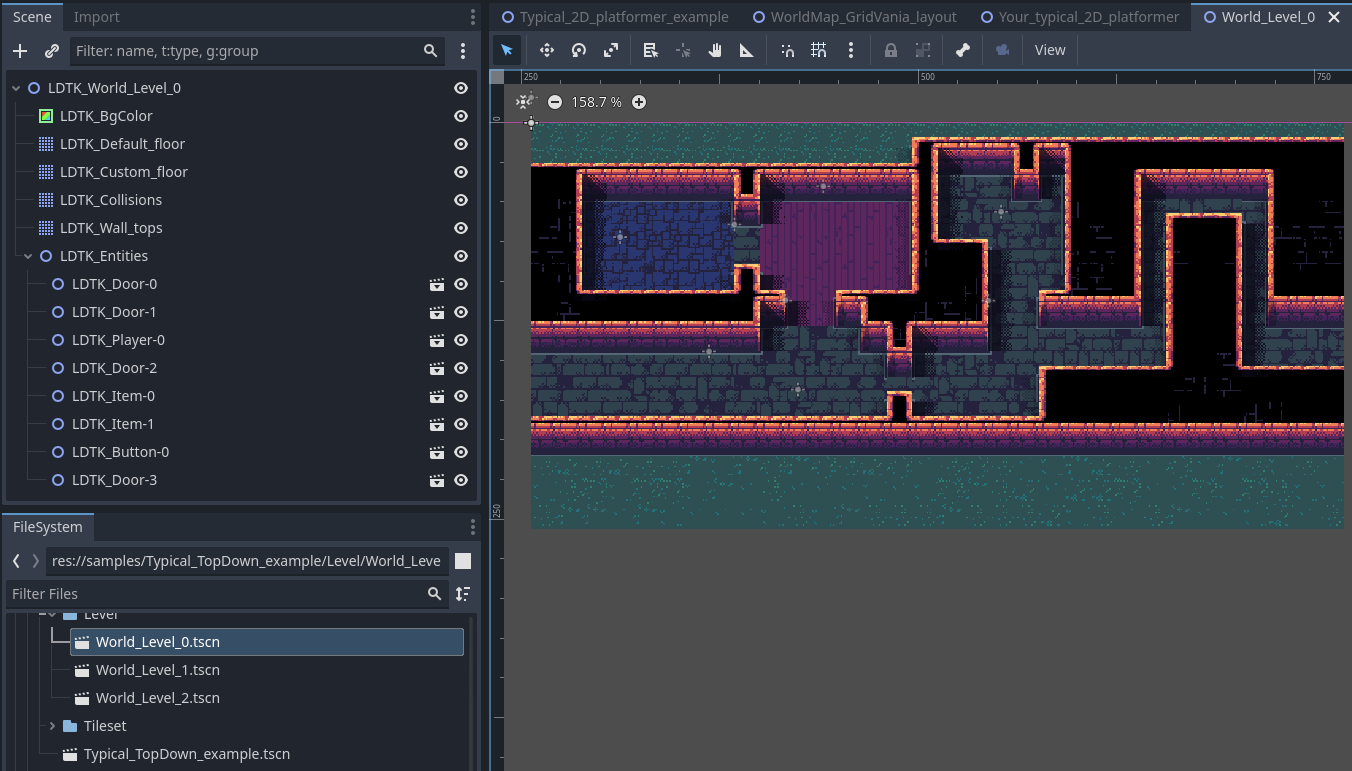 Scene Import
Filter: name, t:type, g:group
LDTK_World_Level_0
LDTK_BgColor
LDTK_Default_floor
LDTK_Custom_floor
LDTK_Collisions
LDTK_Wall_tops
LDTK_Entities
LDTK_Door-0
LDTK_Door-1
LDTK_Player-0
LDTK_Door-2
LDTK_Item-0
LDTK_Item-1
LDTK_Button-0
LDTK_Door-3
FileSystem
res://samples/Typical_TopDown_example/Level/World_Leve
Filter Files
Level
World_Level_0.tscn
World_Level_1.tscn
World_Level_2.tscn
Tileset
Typical_TopDown_example.tscn
Typical_2D_platformer_example WorldMap_GridVania_layout Your_typical_2D_platformer World_Level_0
View
250 500 750
158.7 %
0
250